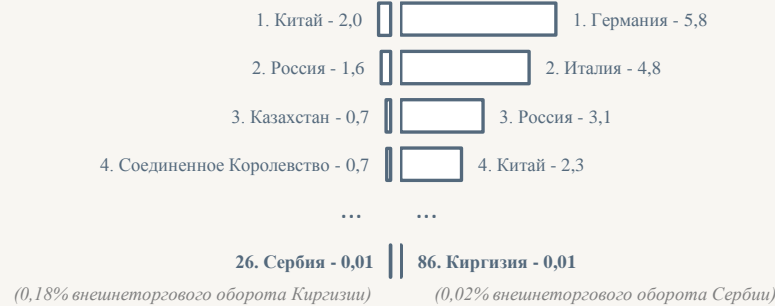 1. Китай - 2,0 1. Германия - 5,8
2. Россия - 1,6 2. Италия - 4,8
3. Казахстан - 0,7 3. Россия - 3,1
4. Соединенное Королевство - 0,7 4. Китай - 2,3
... ...
26. Сербия - 0,01 86. Киргизия - 0,01
(0,18% внешнеторгового оборота Киргизии) (0,02% внешнеторгового оборота Сербии)